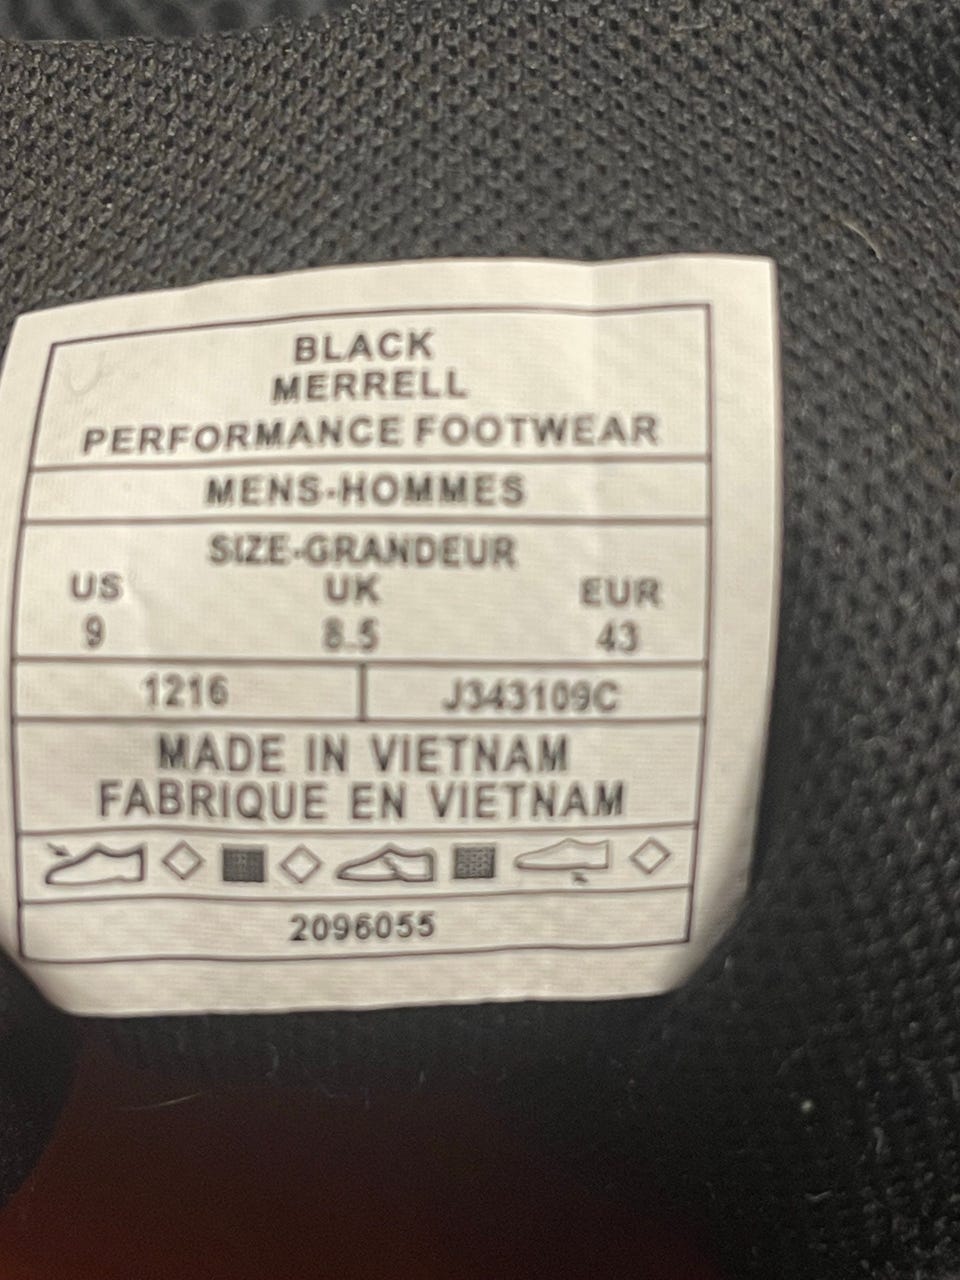 BLACK
MERRELL
PERFORMANCE FOOTWEAR
MENS-HOMMES
SIZE-GRANDEUR
US UK EUR
9 8.5 43
1216 J343109C
MADE IN VIETNAM
FABRIQUE EN VIETNAM
2096055